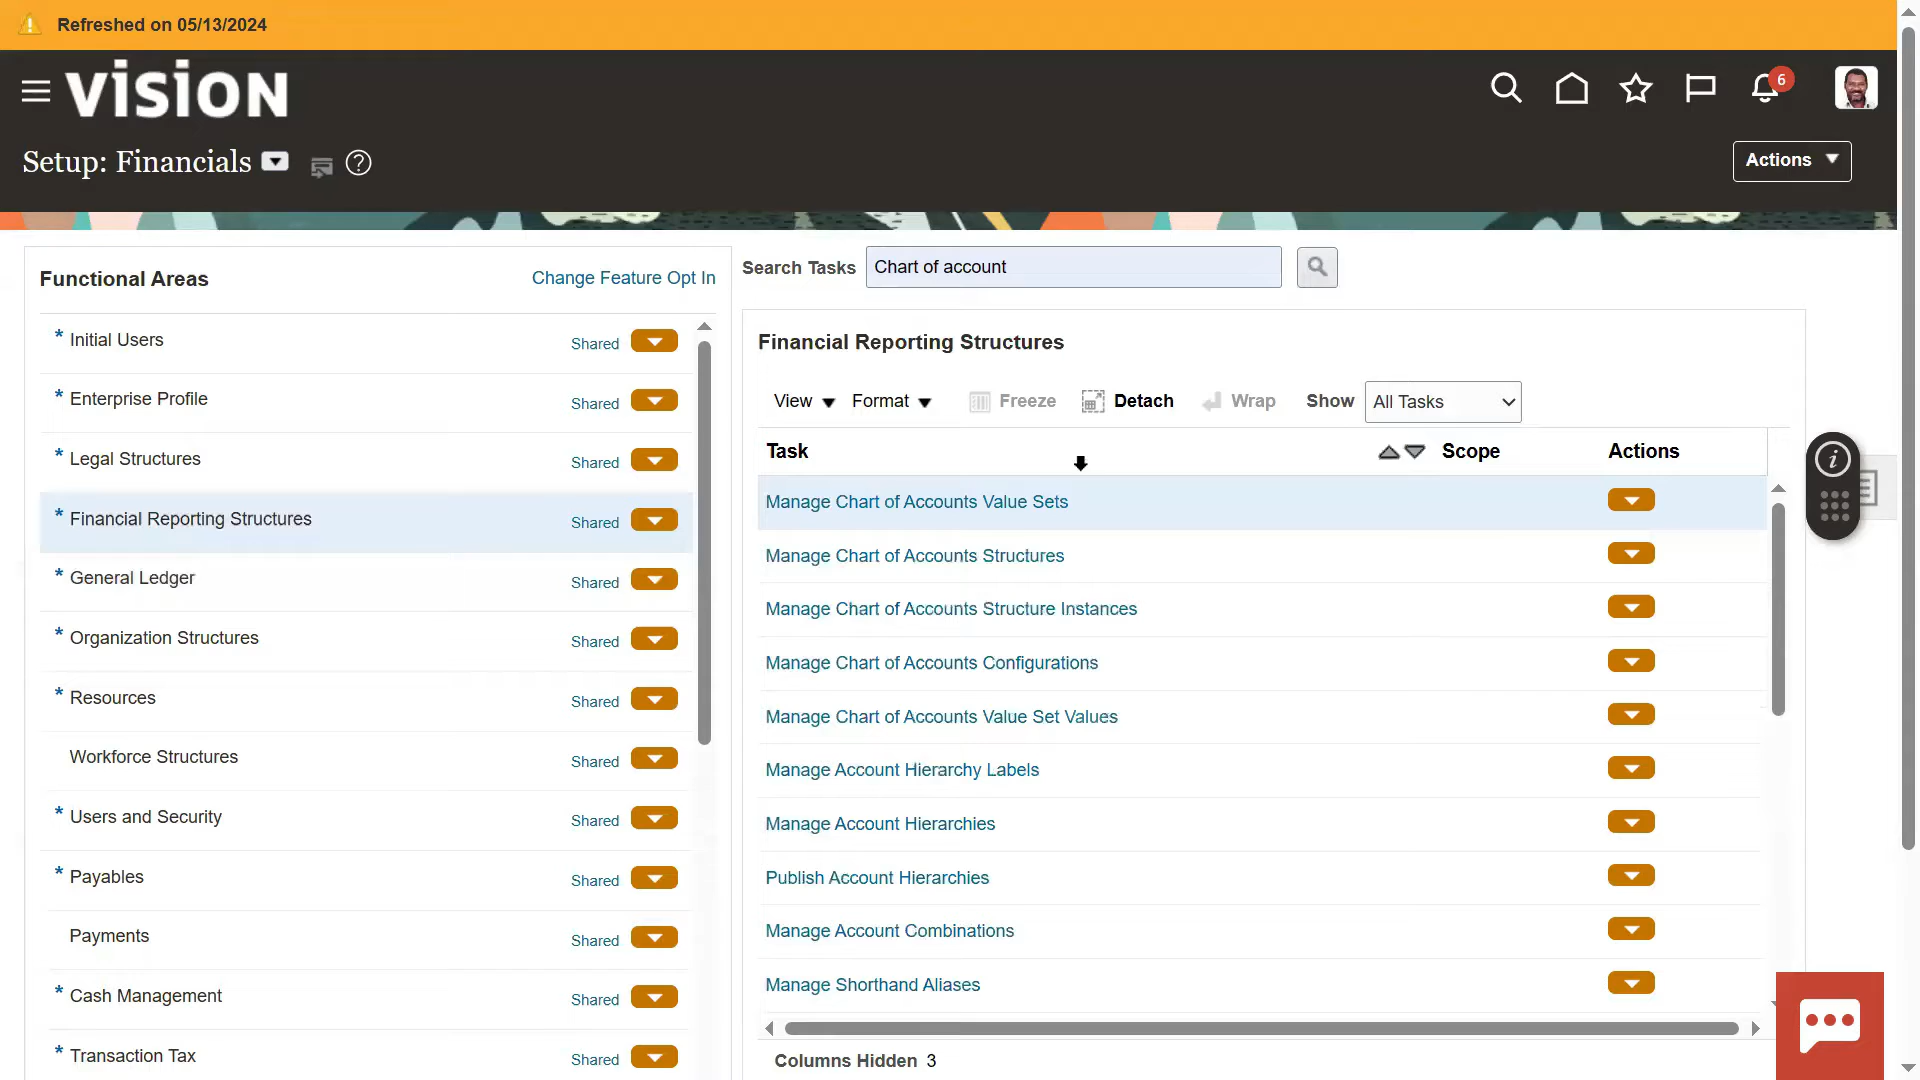 Refreshed on 05/13/2024
VISION
6
Setup: Financials
Actions
Functional Areas
Change Feature Opt In
Initial Users
Shared
* Enterprise Profile
Shared
* Legal Structures
Shared
* Financial Reporting Structures
Shared
* General Ledger
Shared
* Organization Structures
Shared
* Resources
Shared
Workforce Structures
Shared
* Users and Security
Shared
* Payables
Shared
Payments
Shared
* Cash Management
Shared
* Transaction Tax
Shared
Search Tasks
Chart of account
Financial Reporting Structures
View Format Freeze Detach Wrap Show All Tasks
Task Scope Actions
Manage Chart of Accounts Value Sets
Manage Chart of Accounts Structures
Manage Chart of Accounts Structure Instances
Manage Chart of Accounts Configurations
Manage Chart of Accounts Value Set Values
Manage Account Hierarchy Labels
Manage Account Hierarchies
Publish Account Hierarchies
Manage Account Combinations
Manage Shorthand Aliases
Columns Hidden 3